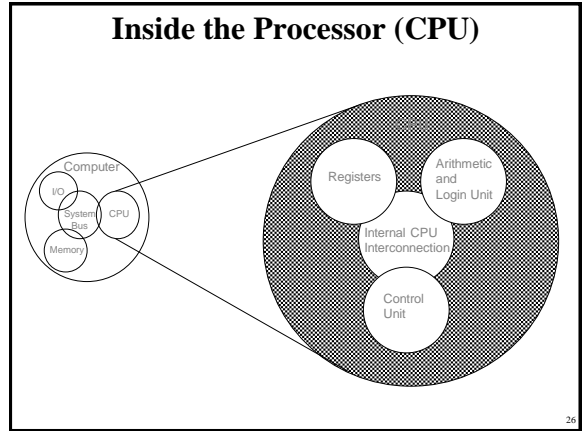 Inside the Processor (CPU)
Computer
I/O
System
Bus
CPU
Memory
Registers
Arithmetic
and
Login Unit
Internal CPU
Interconnection
Control
Unit
26